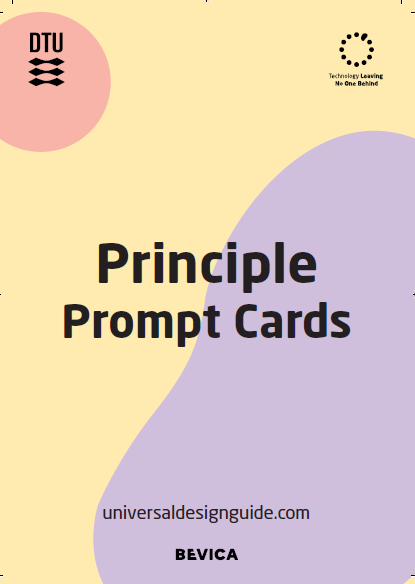 DTU
Technology Leaving
No One Behind
Principle
Prompt Cards
universaldesignguide.com
BEVICA